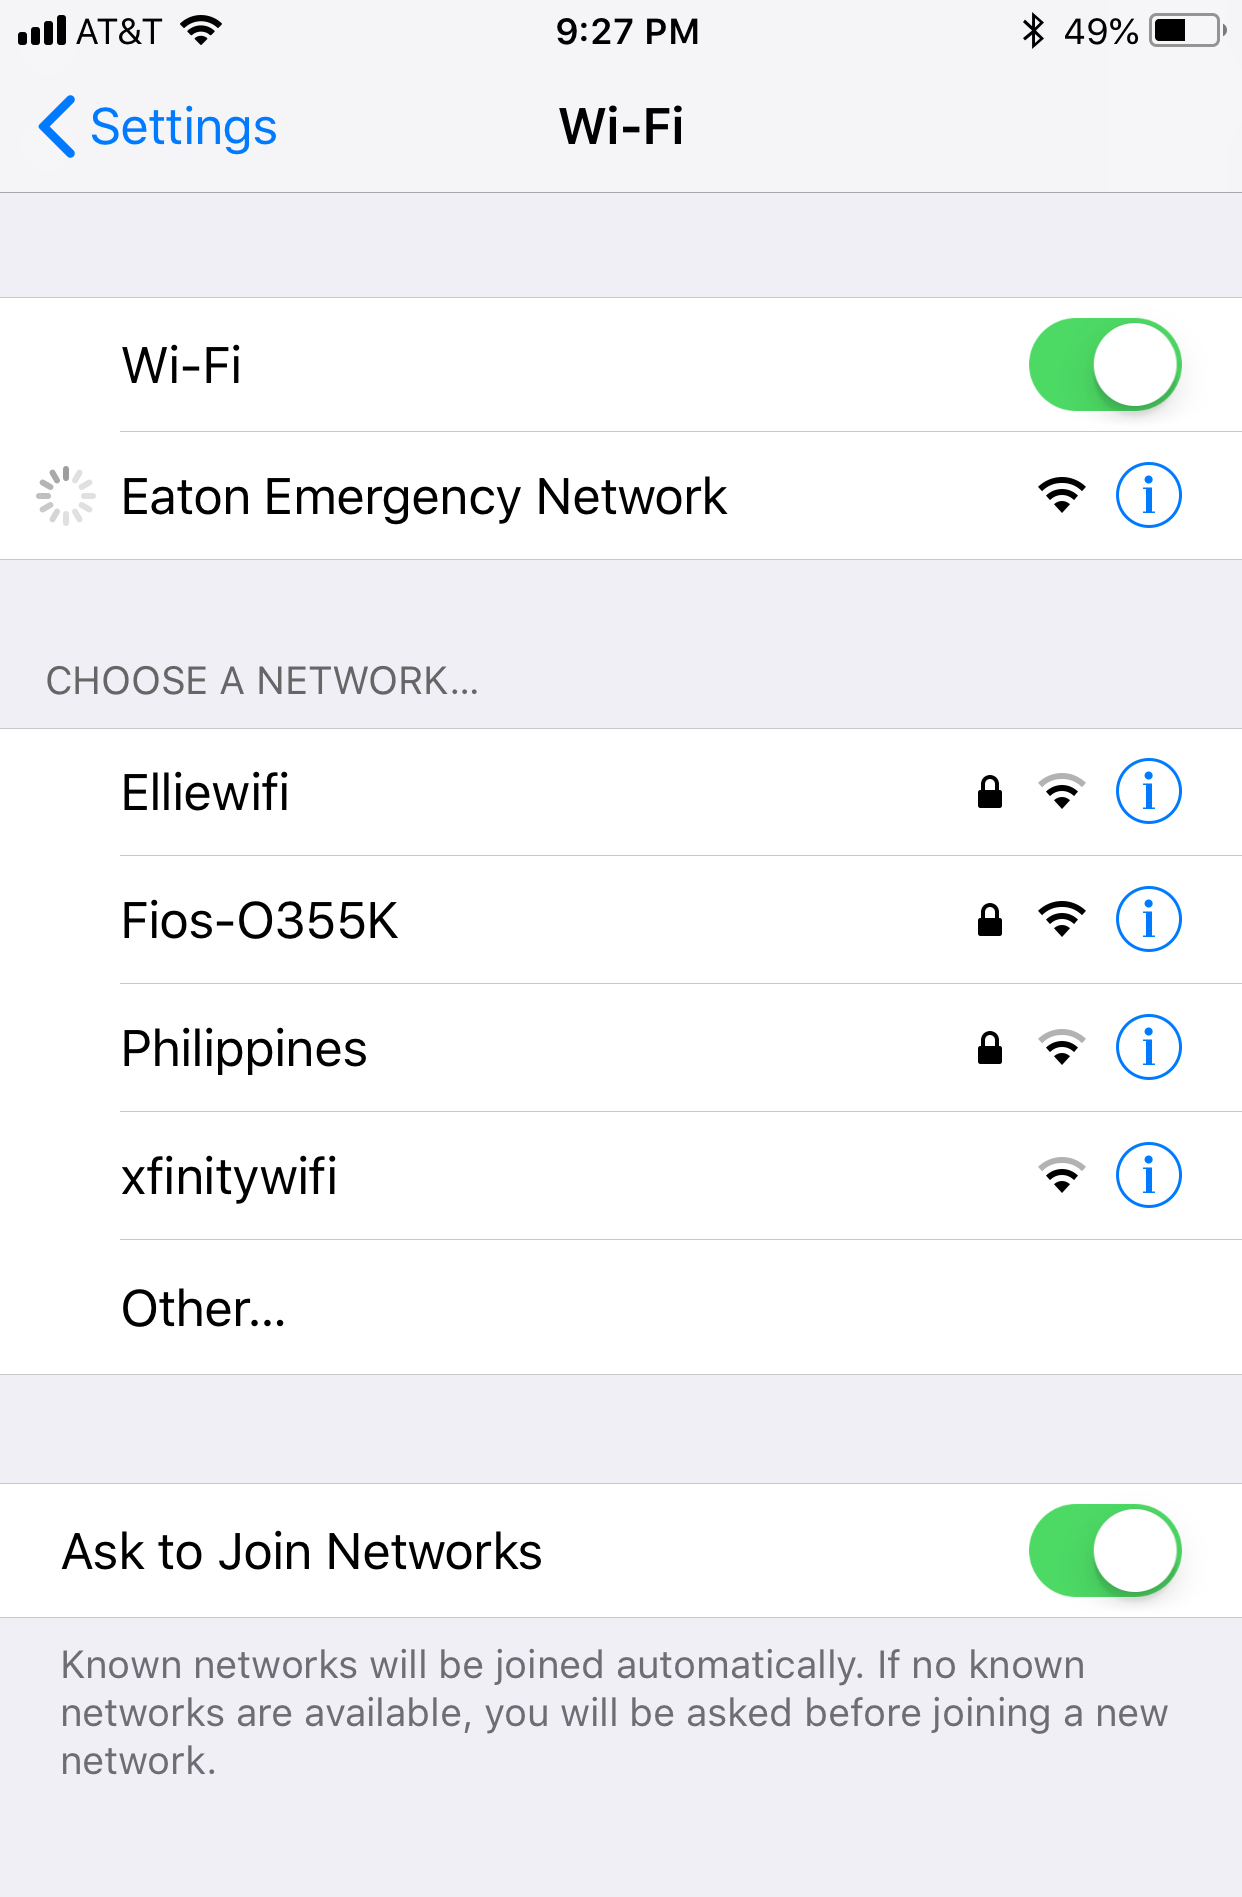 AT&T 9:27 PM 49%
Settings Wi-Fi
Wi-Fi
Eaton Emergency Network
CHOOSE A NETWORK...
Elliewifi
Fios-O355K
Philippines
xfinitywifi
Other...
Ask to Join Networks
Known networks will be joined automatically. If no known
networks are available, you will be asked before joining a new
network.